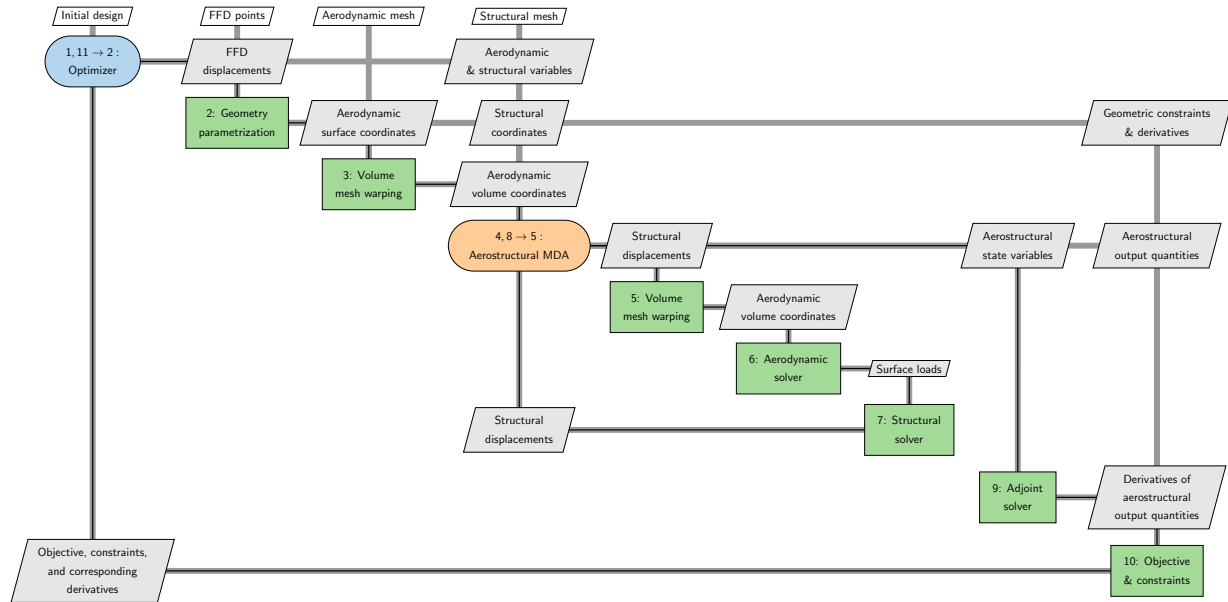 Initial design
FFD points
Aerodynamic mesh
Structural mesh
1, 11 → 2 :
Optimizer
FFD
displacements
Aerodynamic
& structural variables
2: Geometry
parametrization
Aerodynamic
surface coordinates
Structural
coordinates
Geometric constraints
& derivatives
3: Volume
mesh warping
Aerodynamic
volume coordinates
4, 8 → 5 :
Aerostructural MDA
Structural
displacements
Aerostructural
state variables
Aerostructural
output quantities
5: Volume
mesh warping
Aerodynamic
volume coordinates
6: Aerodynamic
solver
Surface loads
Structural
displacements
7: Structural
solver
9: Adjoint
solver
Derivatives of
aerostructural
output quantities
Objective, constraints,
and corresponding
derivatives
10: Objective
& constraints